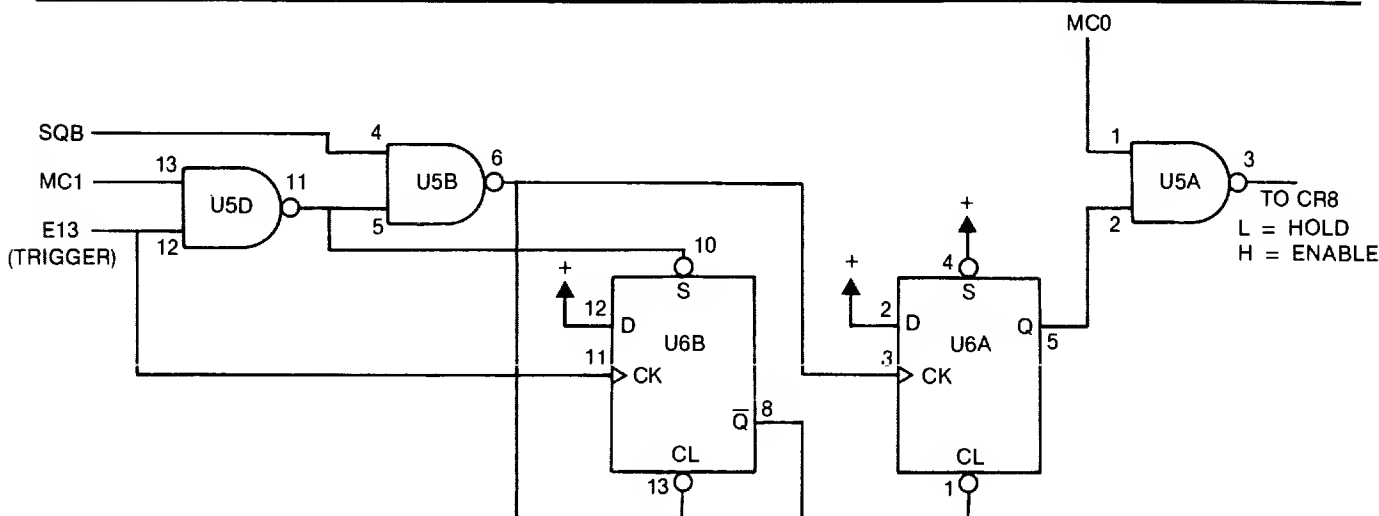 MC0
SQB
4
6
1
3
13
MC1
11
U5B
U5A
U5D
TO CR8
E13
12
5
2
L = HOLD
(TRIGGER)
10
H = ENABLE
+
+
+
4
S
S
12
D
2
D
Q
5
U6B
U6A
11
CK
3
CK
Q̅
8
CL
CL
13
1